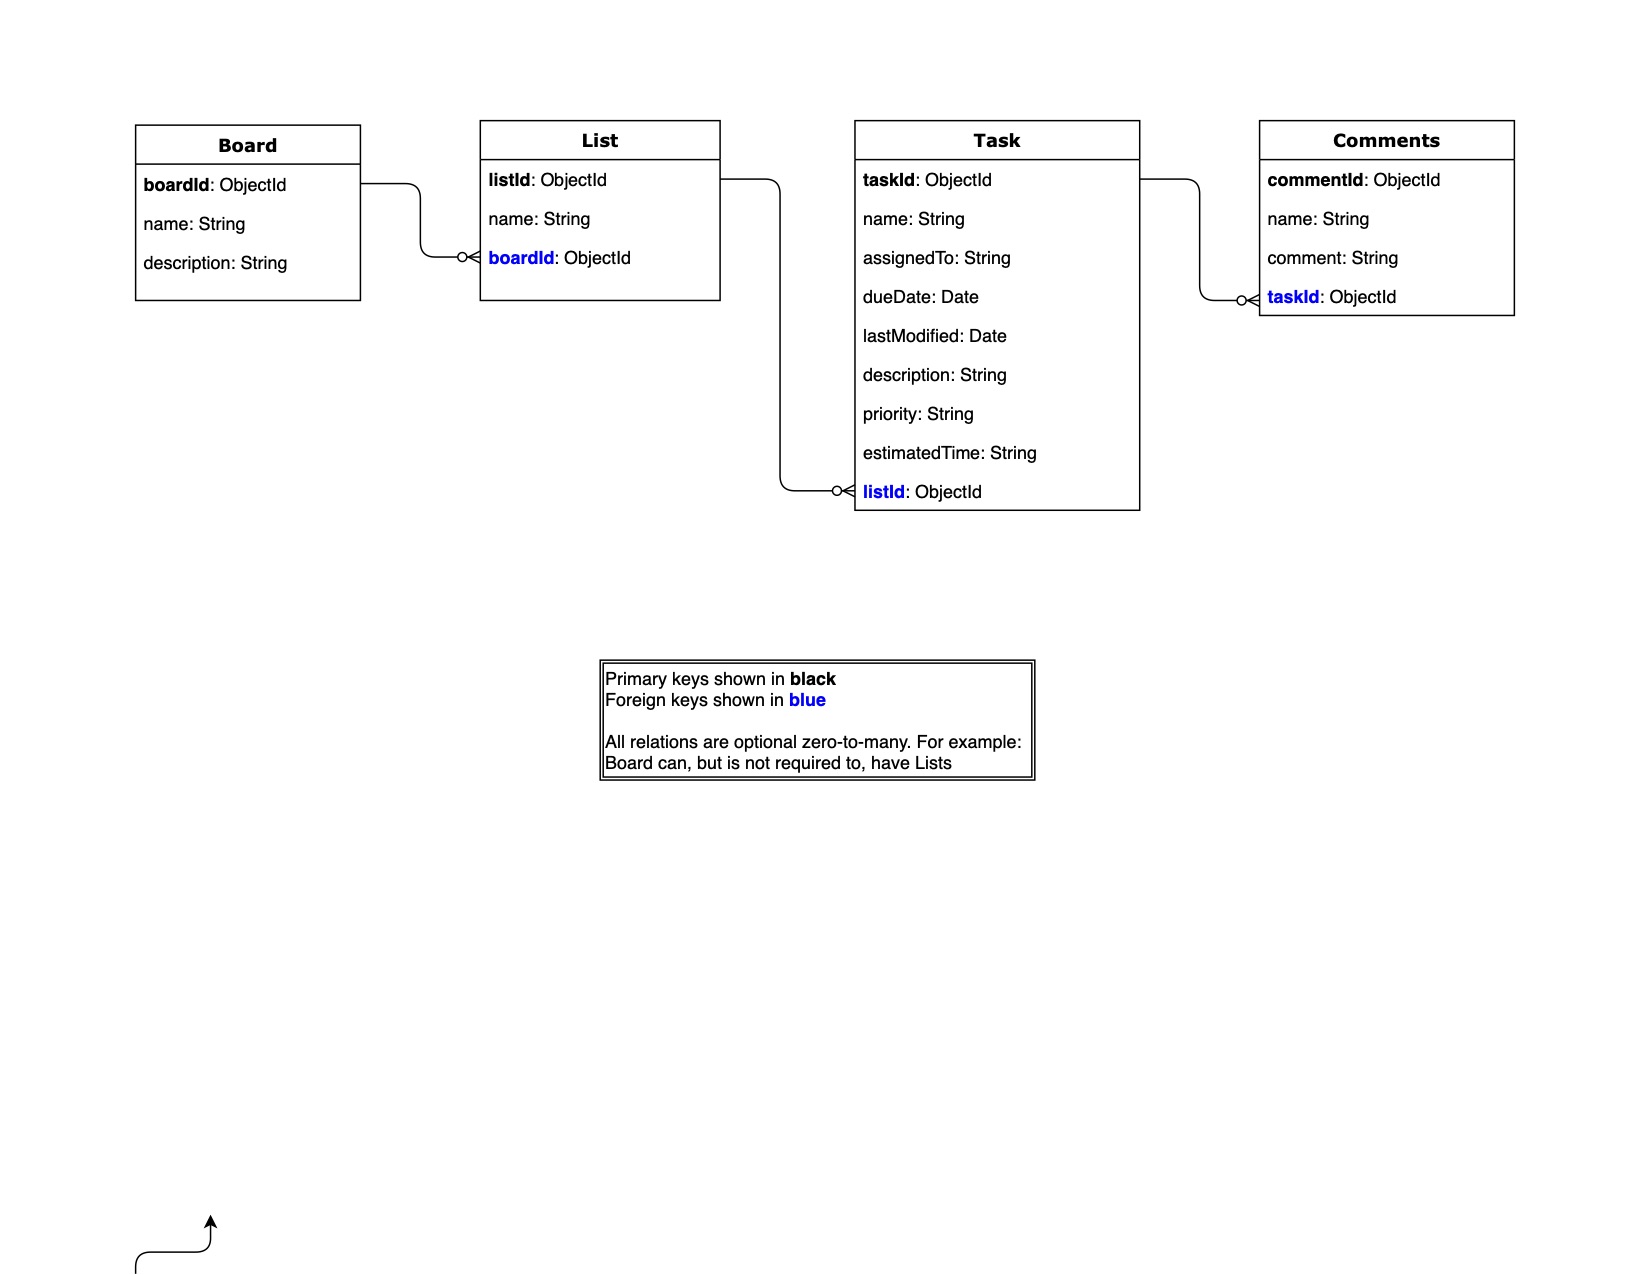 Board
boardId: ObjectId
name: String
description: String
List
listId: ObjectId
name: String
boardId: ObjectId
Task
taskId: ObjectId
name: String
assignedTo: String
dueDate: Date
lastModified: Date
description: String
priority: String
estimatedTime: String
listId: ObjectId
Comments
commentId: ObjectId
name: String
comment: String
taskId: ObjectId
Primary keys shown in black
Foreign keys shown in blue
All relations are optional zero-to-many. For example:
Board can, but is not required to, have Lists